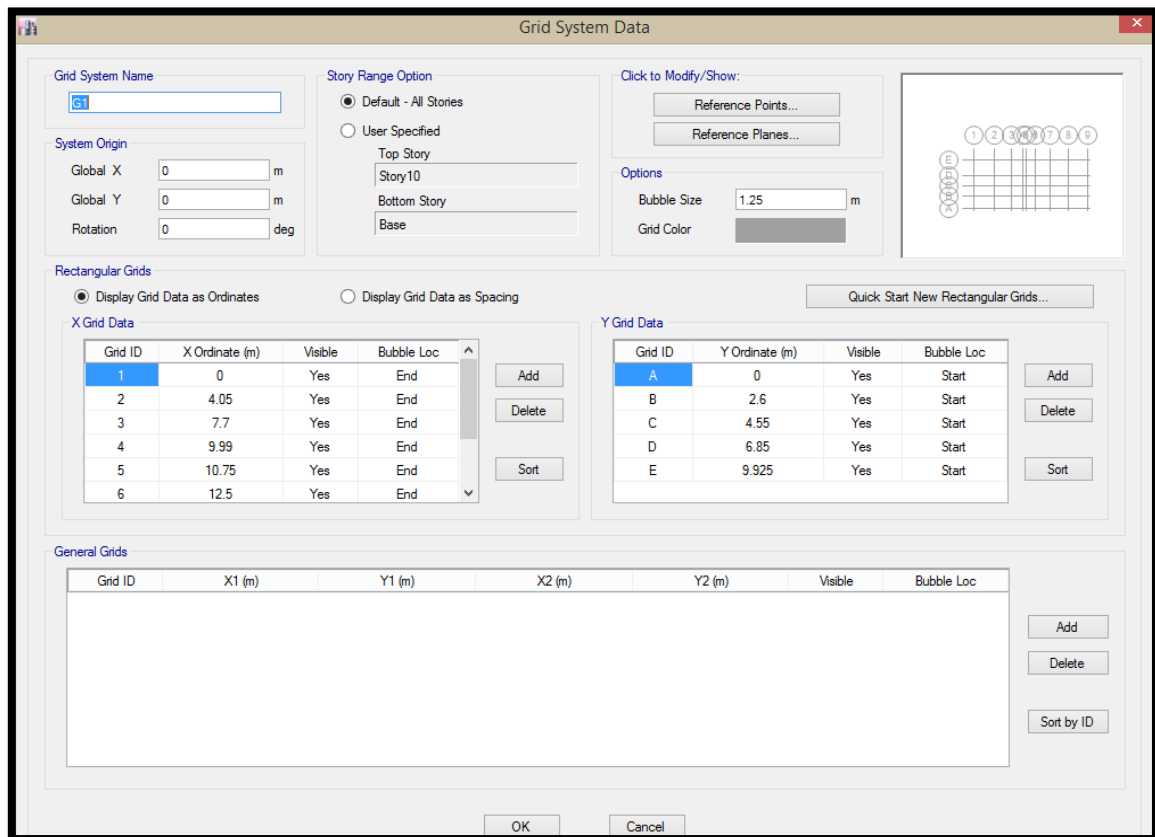 Grid System Data
Grid System Name
G1
System Origin
Global X 0 m
Global Y 0 m
Rotation 0 deg
Story Range Option
Default - All Stories
User Specified
Top Story
Story10
Bottom Story
Base
Click to Modify/Show:
Reference Points...
Reference Planes...
Options
Bubble Size 1.25 m
Grid Color
1 2 3 7 8 9
E
D
C
B
A
Rectangular Grids
Display Grid Data as Ordinates Display Grid Data as Spacing Quick Start New Rectangular Grids...
X Grid Data
Grid ID X Ordinate (m) Visible Bubble Loc
1 0 Yes End
2 4.05 Yes End
3 7.7 Yes End
4 9.99 Yes End
5 10.75 Yes End
6 12.5 Yes End
Add
Delete
Sort
Y Grid Data
Grid ID Y Ordinate (m) Visible Bubble Loc
A 0 Yes Start
B 2.6 Yes Start
C 4.55 Yes Start
D 6.85 Yes Start
E 9.925 Yes Start
Add
Delete
Sort
General Grids
Grid ID X1 (m) Y1 (m) X2 (m) Y2 (m) Visible Bubble Loc
Add
Delete
Sort by ID
OK Cancel